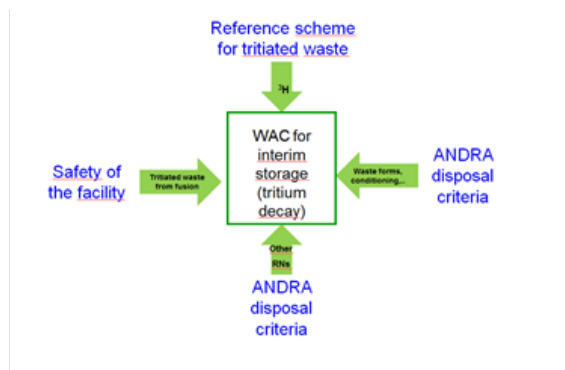 Reference scheme
for tritiated waste
³H
WAC for
interim
storage
(tritium
decay)
Safety of
the facility
Tritiated waste
from fusion
Waste forms,
conditioning...
ANDRA
disposal
criteria
Other
RNs
ANDRA
disposal
criteria